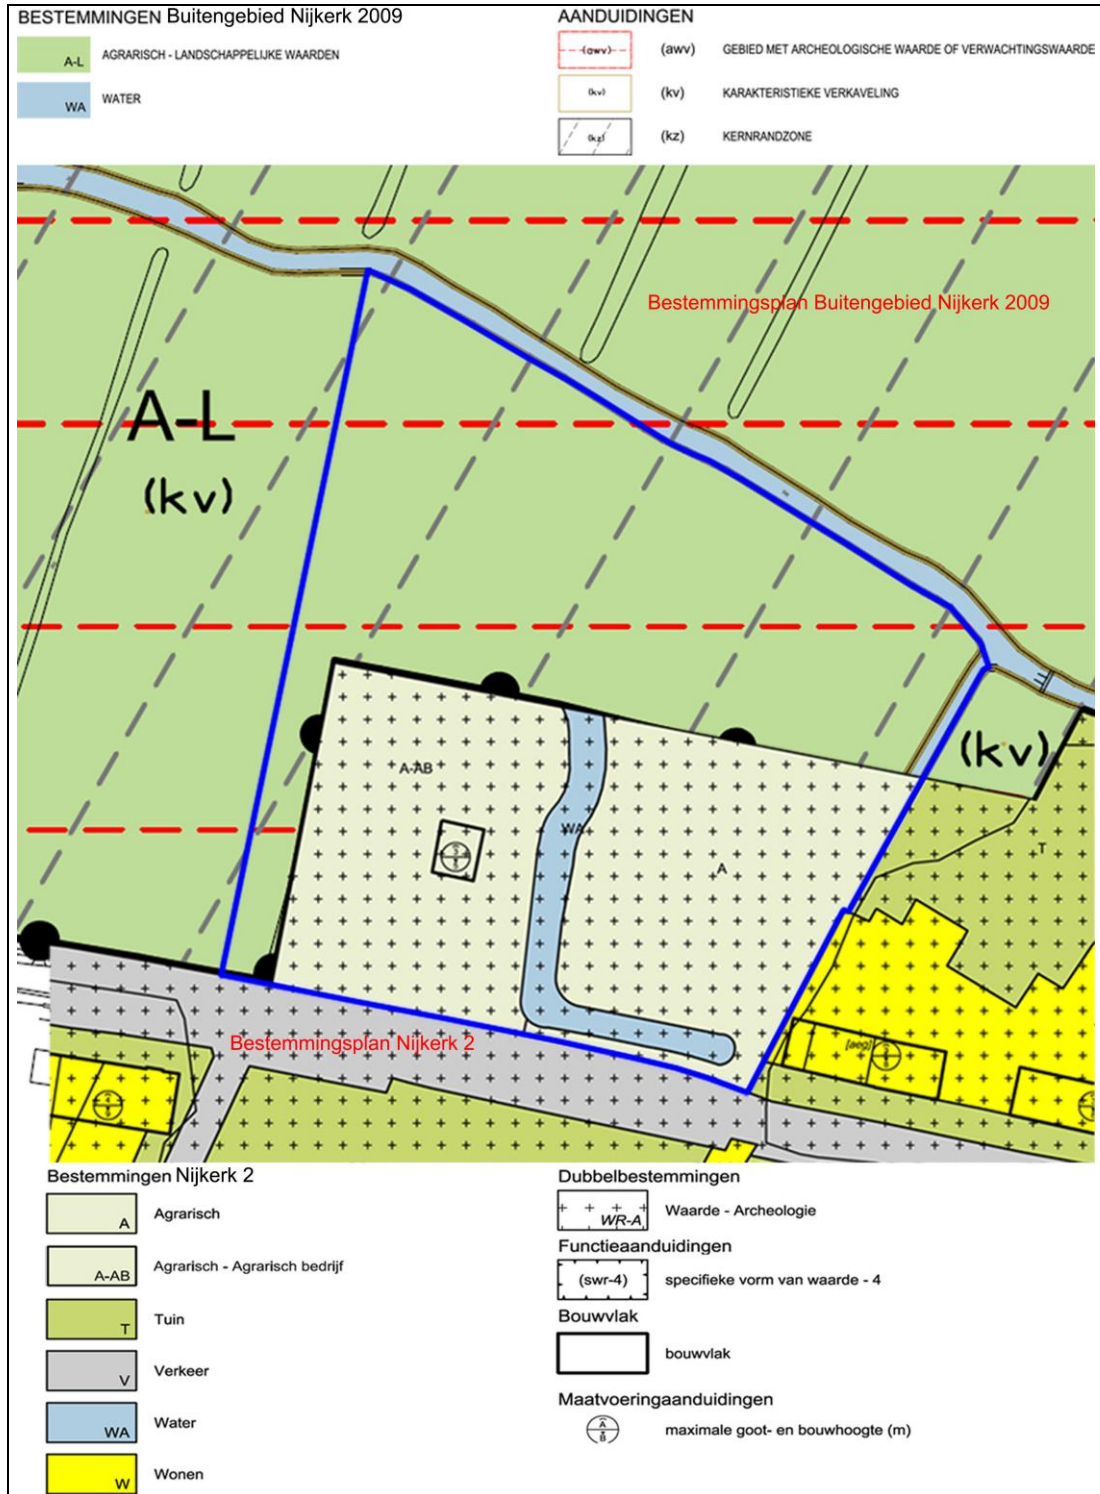 BESTEMMINGEN Buitengebied Nijkerk 2009
A-L AGRARISCH - LANDSCHAPPELIJKE WAARDEN
WA WATER
AANDUIDINGEN
(awv) (awv) GEBIED MET ARCHEOLOGISCHE WAARDE OF VERWACHTINGSWAARDE
(kv) (kv) KARAKTERISTIEKE VERKAVELING
(kz) (kz) KERNRANDZONE
Bestemmingsplan Buitengebied Nijkerk 2009
A-L
(kv)
(kv)
A-AB
WA
A
T
Bestemmingsplan Nijkerk 2
[aeg]
Bestemmingen Nijkerk 2
A Agrarisch
A-AB Agrarisch - Agrarisch bedrijf
T Tuin
V Verkeer
WA Water
W Wonen
Dubbelbestemmingen
WR-A Waarde - Archeologie
Functieaanduidingen
(swr-4) specifieke vorm van waarde - 4
Bouwvlak
bouwvlak
Maatvoeringaanduidingen
A
B
maximale goot- en bouwhoogte (m)